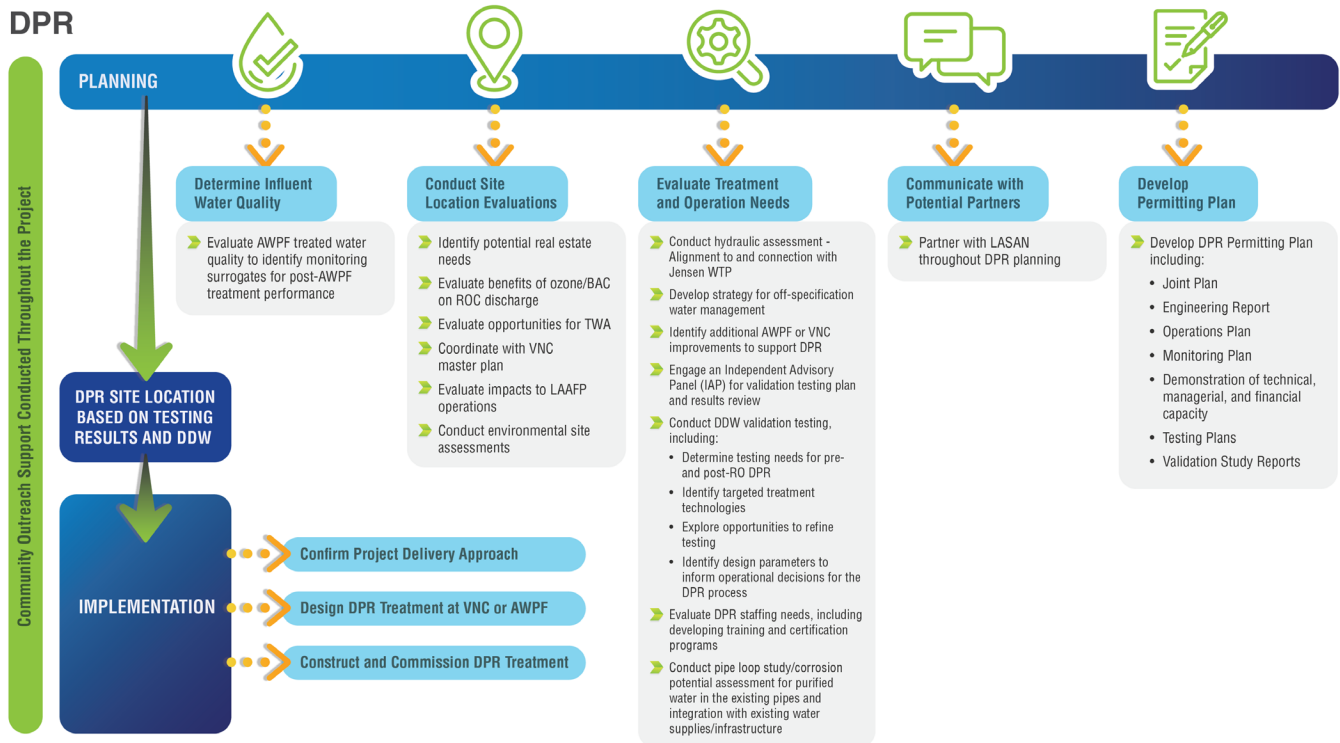 DPR
Community Outreach Support Conducted Throughout the Project
PLANNING
Determine Influent
Water Quality
Evaluate AWPF treated water
quality to identify monitoring
surrogates for post-AWPF
treatment performance
Conduct Site
Location Evaluations
Identify potential real estate
needs
Evaluate benefits of ozone/BAC
on ROC discharge
Evaluate opportunities for TWA
Coordinate with VNC
master plan
Evaluate impacts to LAAFP
operations
Conduct environmental site
assessments
Evaluate Treatment
and Operation Needs
Conduct hydraulic assessment -
Alignment to and connection with
Jensen WTP
Develop strategy for off-specification
water management
Identify additional AWPF or VNC
improvements to support DPR
Engage an Independent Advisory
Panel (IAP) for validation testing plan
and results review
Conduct DDW validation testing,
including:
• Determine testing needs for pre-
and post-RO DPR
• Identify targeted treatment
technologies
• Explore opportunities to refine
testing
• Identify design parameters to
inform operational decisions for the
DPR process
Evaluate DPR staffing needs, including
developing training and certification
programs
Conduct pipe loop study/corrosion
potential assessment for purified
water in the existing pipes and
integration with existing water
supplies/infrastructure
Communicate with
Potential Partners
Partner with LASAN
throughout DPR planning
Develop
Permitting Plan
Develop DPR Permitting Plan
including:
• Joint Plan
• Engineering Report
• Operations Plan
• Monitoring Plan
• Demonstration of technical,
managerial, and financial
capacity
• Testing Plans
• Validation Study Reports
DPR SITE LOCATION
BASED ON TESTING
RESULTS AND DDW
IMPLEMENTATION
Confirm Project Delivery Approach
Design DPR Treatment at VNC or AWPF
Construct and Commission DPR Treatment